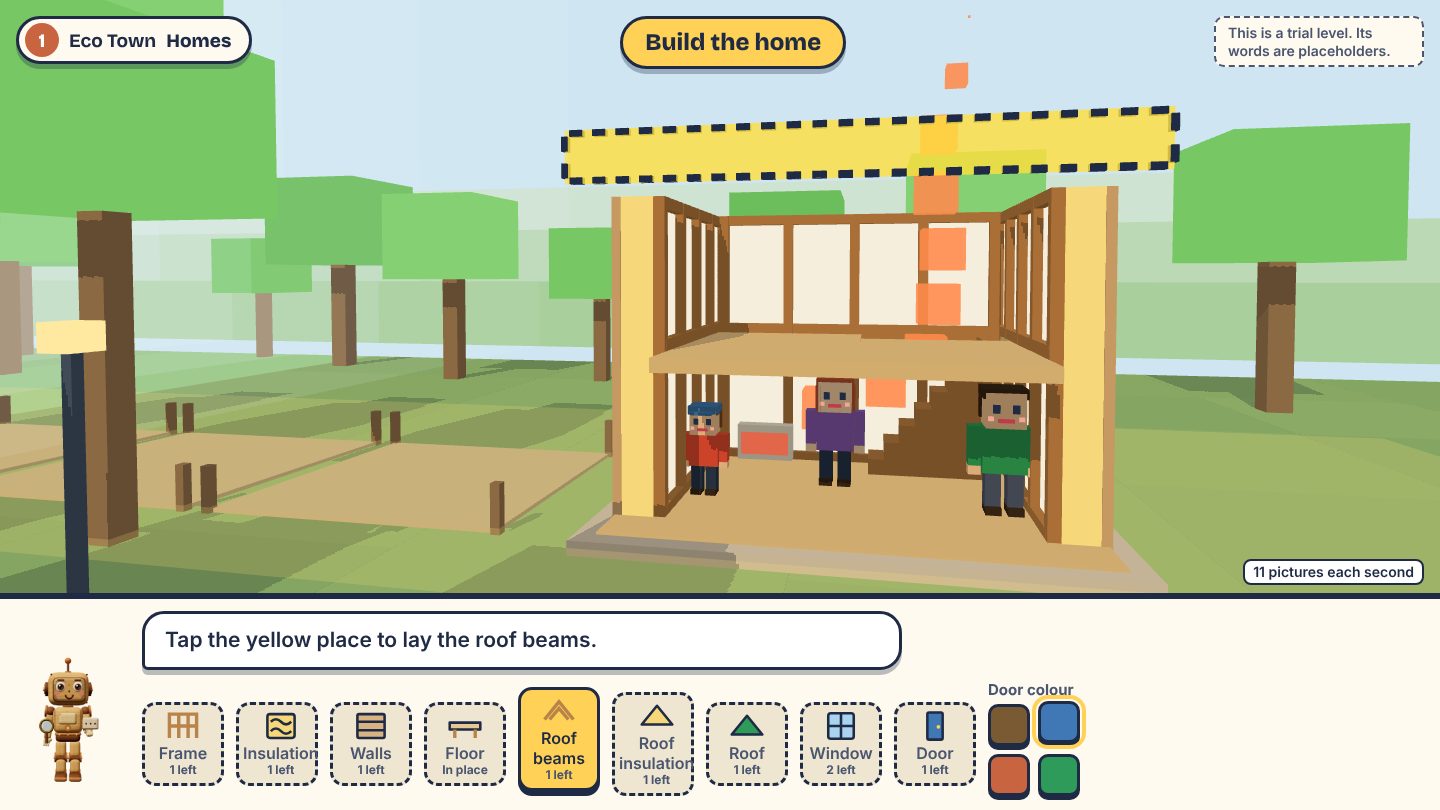 1 Eco Town Homes
Build the home
This is a trial level. Its
words are placeholders.
11 pictures each second
Tap the yellow place to lay the roof beams.
Frame
1 left
Insulation
1 left
Walls
1 left
Floor
In place
Roof
beams
1 left
Roof
insulation
1 left
Roof
1 left
Window
2 left
Door
1 left
Door colour